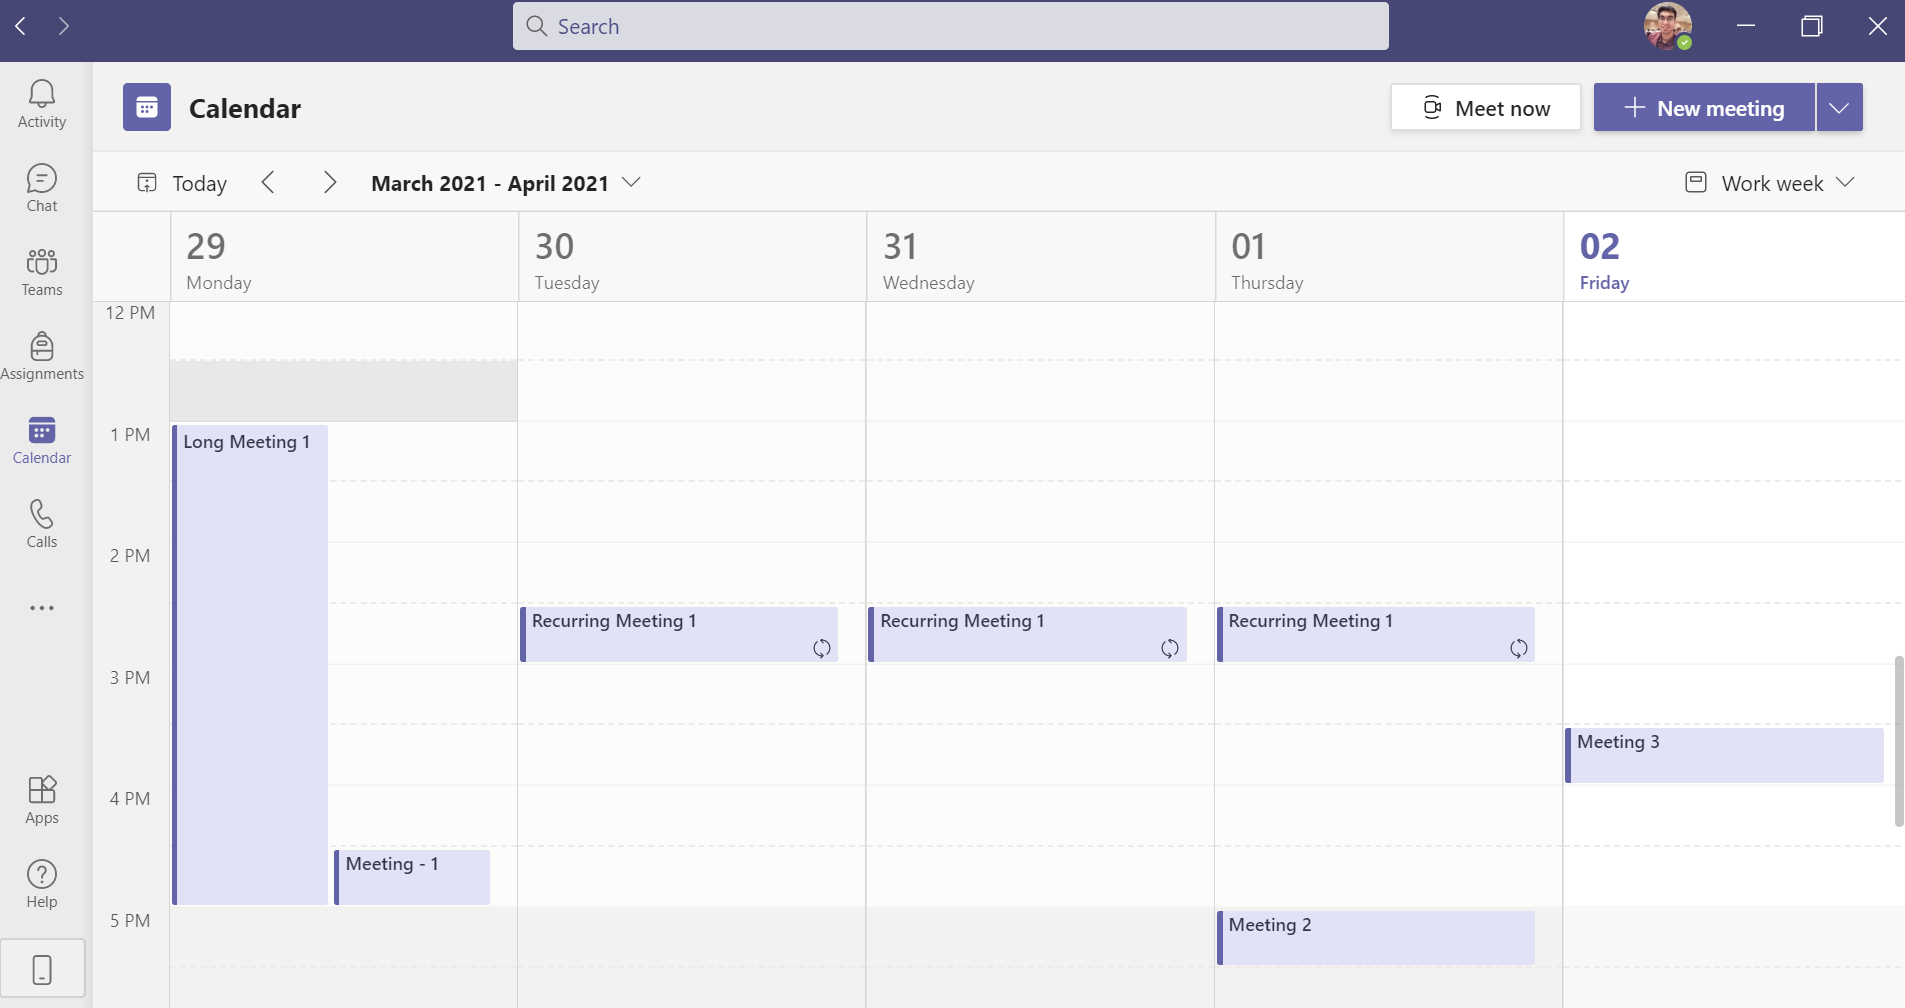 Search
Activity
Chat
Teams
Assignments
Calendar
Calls
Apps
Help
Calendar
Meet now
New meeting
Today
March 2021 - April 2021
Work week
29
Monday
30
Tuesday
31
Wednesday
01
Thursday
02
Friday
12 PM
1 PM
2 PM
3 PM
4 PM
5 PM
Long Meeting 1
Meeting - 1
Recurring Meeting 1
Recurring Meeting 1
Recurring Meeting 1
Meeting 2
Meeting 3